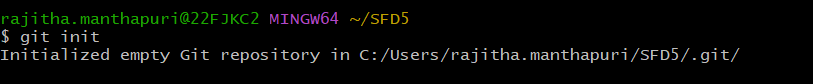 rajitha.manthapuri@22FJKC2 MINGW64 ~/SFD5
$ git init
Initialized empty Git repository in C:/Users/rajitha.manthapuri/SFD5/.git/